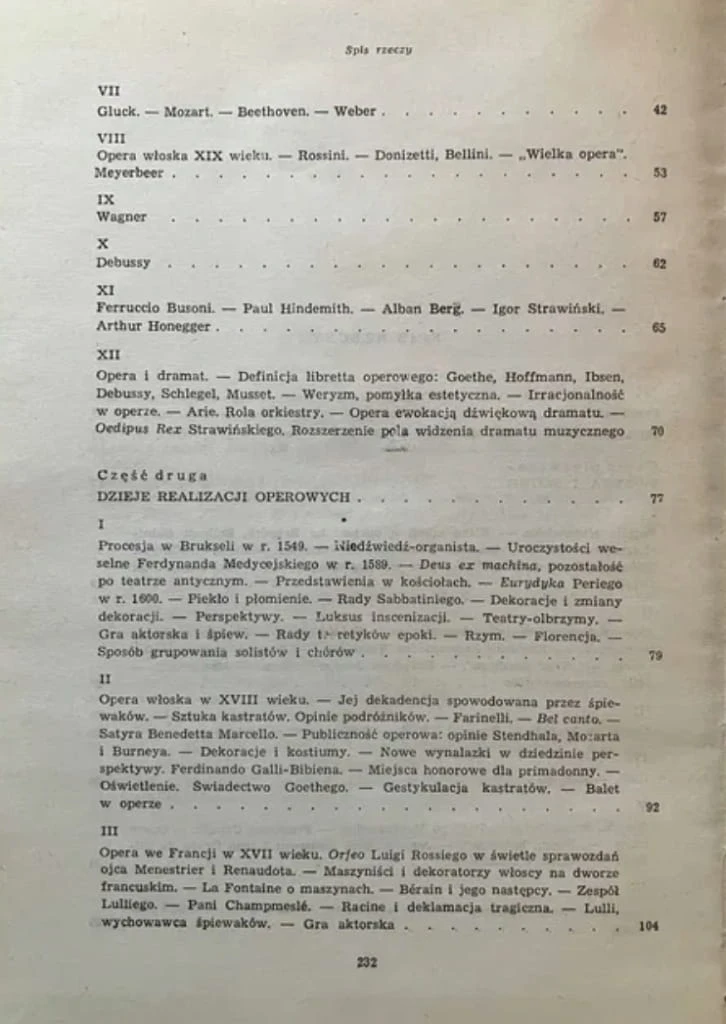 Spis rzeczy
VII
Gluck. — Mozart. — Beethoven. — Weber . . . . . . . . . . . 42
VIII
Opera włoska XIX wieku. — Rossini. — Donizetti, Bellini. — „Wielka opera". 
Meyerbeer . . . . . . . . . . . . . . . . . 53
IX
Wagner . . . . . . . . . . . . . . . . . 57
X
Debussy . . . . . . . . . . . . . . . . . 62
XI
Ferruccio Busoni. — Paul Hindemith. — Alban Berg. — Igor Strawiński. —
Arthur Honegger . . . . . . . . . . . . . . . 65
XII
Opera i dramat. — Definicja libretta operowego: Goethe, Hoffmann, Ibsen,
Debussy, Schlegel, Musset. — Weryzm, pomyłka estetyczna. — Irracjonalność
w operze. — Arie. Rola orkiestry. — Opera ewokacją dźwiękową dramatu. —
Oedipus Rex Strawińskiego. Rozszerzenie pola widzenia dramatu muzycznego 70
Część druga
DZIEJE REALIZACJI OPEROWYCH . . . . . . . . . . . 77
I
Procesja w Brukseli w r. 1549. — Niedźwiedź-organista. — Uroczystości we-
selne Ferdynanda Medycejskiego w r. 1589. — Deus ex machina, pozostałość
po teatrze antycznym. — Przedstawienia w kościołach. — Eurydyka Periego
w r. 1600. — Piekło i płomienie. — Rady Sabbatiniego. — Dekoracje i zmiany
dekoracji. — Perspektywy. — Luksus inscenizacji. — Teatry-olbrzymy. —
Gra aktorska i śpiew. — Rady teoretyków epoki. — Rzym. — Florencja. —
Sposób grupowania solistów i chórów . . . . . . . . . . 79
II
Opera włoska w XVIII wieku. — Jej dekadencja spowodowana przez śpie-
waków. — Sztuka kastratów. Opinie podróżników. — Farinelli. — Bel canto. —
Satyra Benedetta Marcello. — Publiczność operowa: opinie Stendhala, Mozarta
i Burneya. — Dekoracje i kostiumy. — Nowe wynalazki w dziedzinie per-
spektywy. Ferdinando Galli-Bibiena. — Miejsca honorowe dla primadonny. —
Oświetlenie. Świadectwo Goethego. — Gestykulacja kastratów. — Balet
w operze . . . . . . . . . . . . . . . . . 92
III
Opera we Francji w XVII wieku. Orfeo Luigi Rossiego w świetle sprawozdań
ojca Menestrier i Renaudota. — Maszyniści i dekoratorzy włoscy na dworze
francuskim. — La Fontaine o maszynach. — Bérain i jego następcy. — Zespół
Lulliego. — Pani Champmeslé. — Racine i deklamacja tragiczna. — Lulli,
wychowawca śpiewaków. — Gra aktorska . . . . . . . . . 104
232